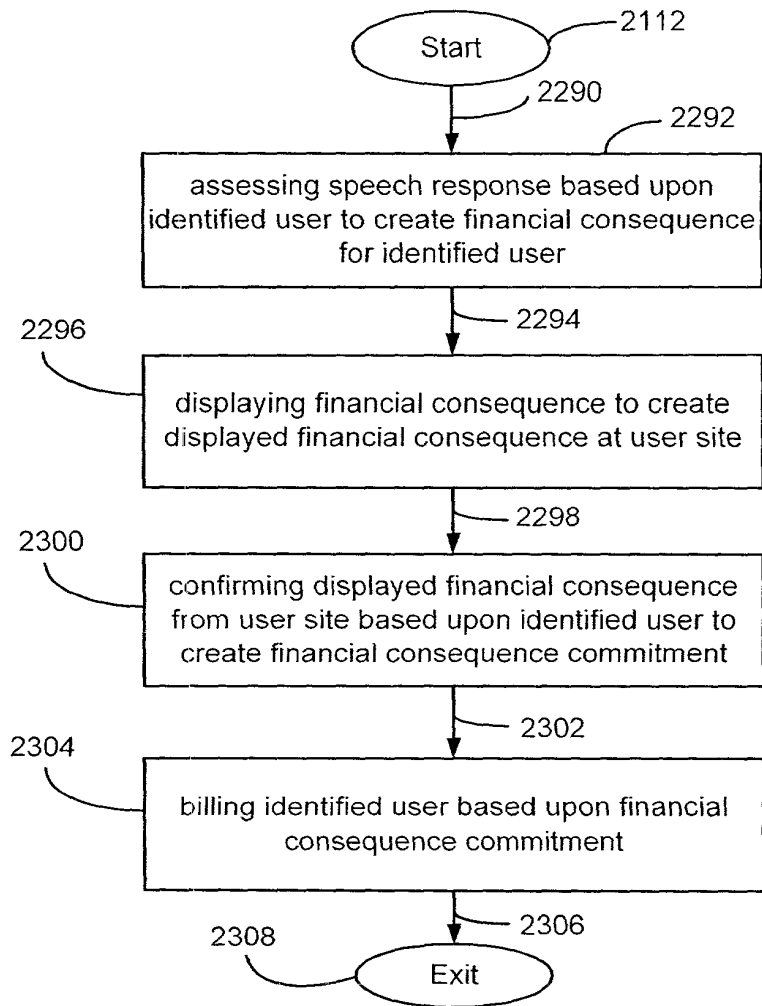 Start
2112
2290
2292
assessing speech response based upon
identified user to create financial consequence
for identified user
2294
2296
displaying financial consequence to create
displayed financial consequence at user site
2298
2300
confirming displayed financial consequence
from user site based upon identified user to
create financial consequence commitment
2302
2304
billing identified user based upon financial
consequence commitment
2306
2308
Exit